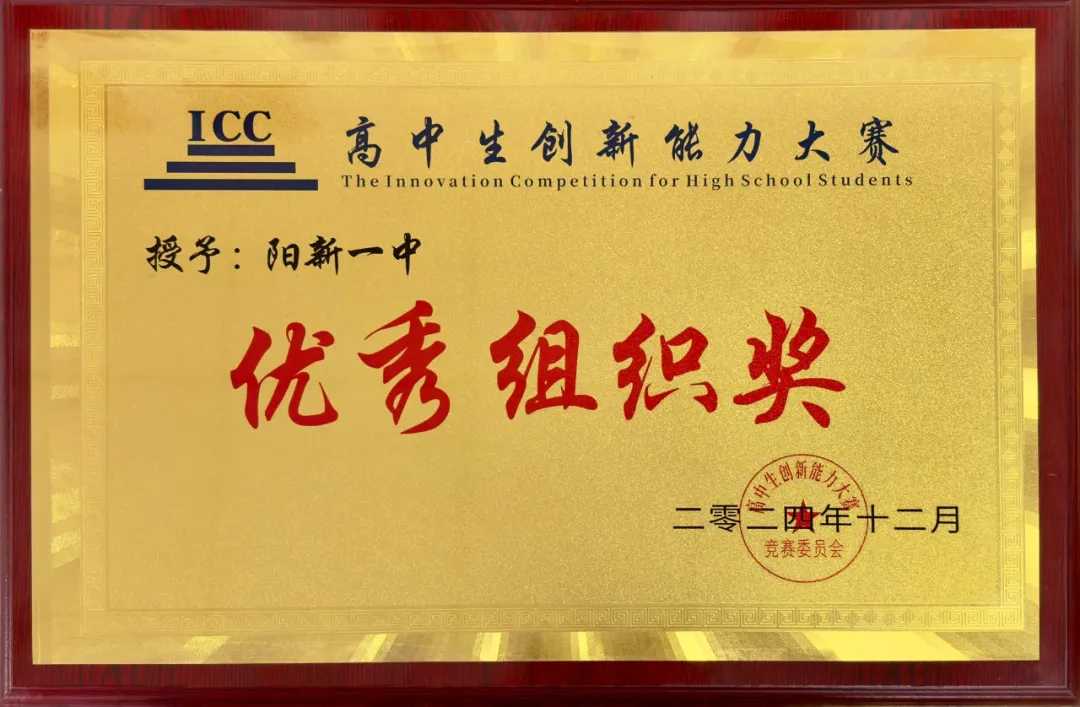 ICC
高中生创新能力大赛
The Innovation Competition for High School Students
授予：阳新一中
优秀组织奖
二零二四年十二月
高中生创新能力大赛
竞赛委员会